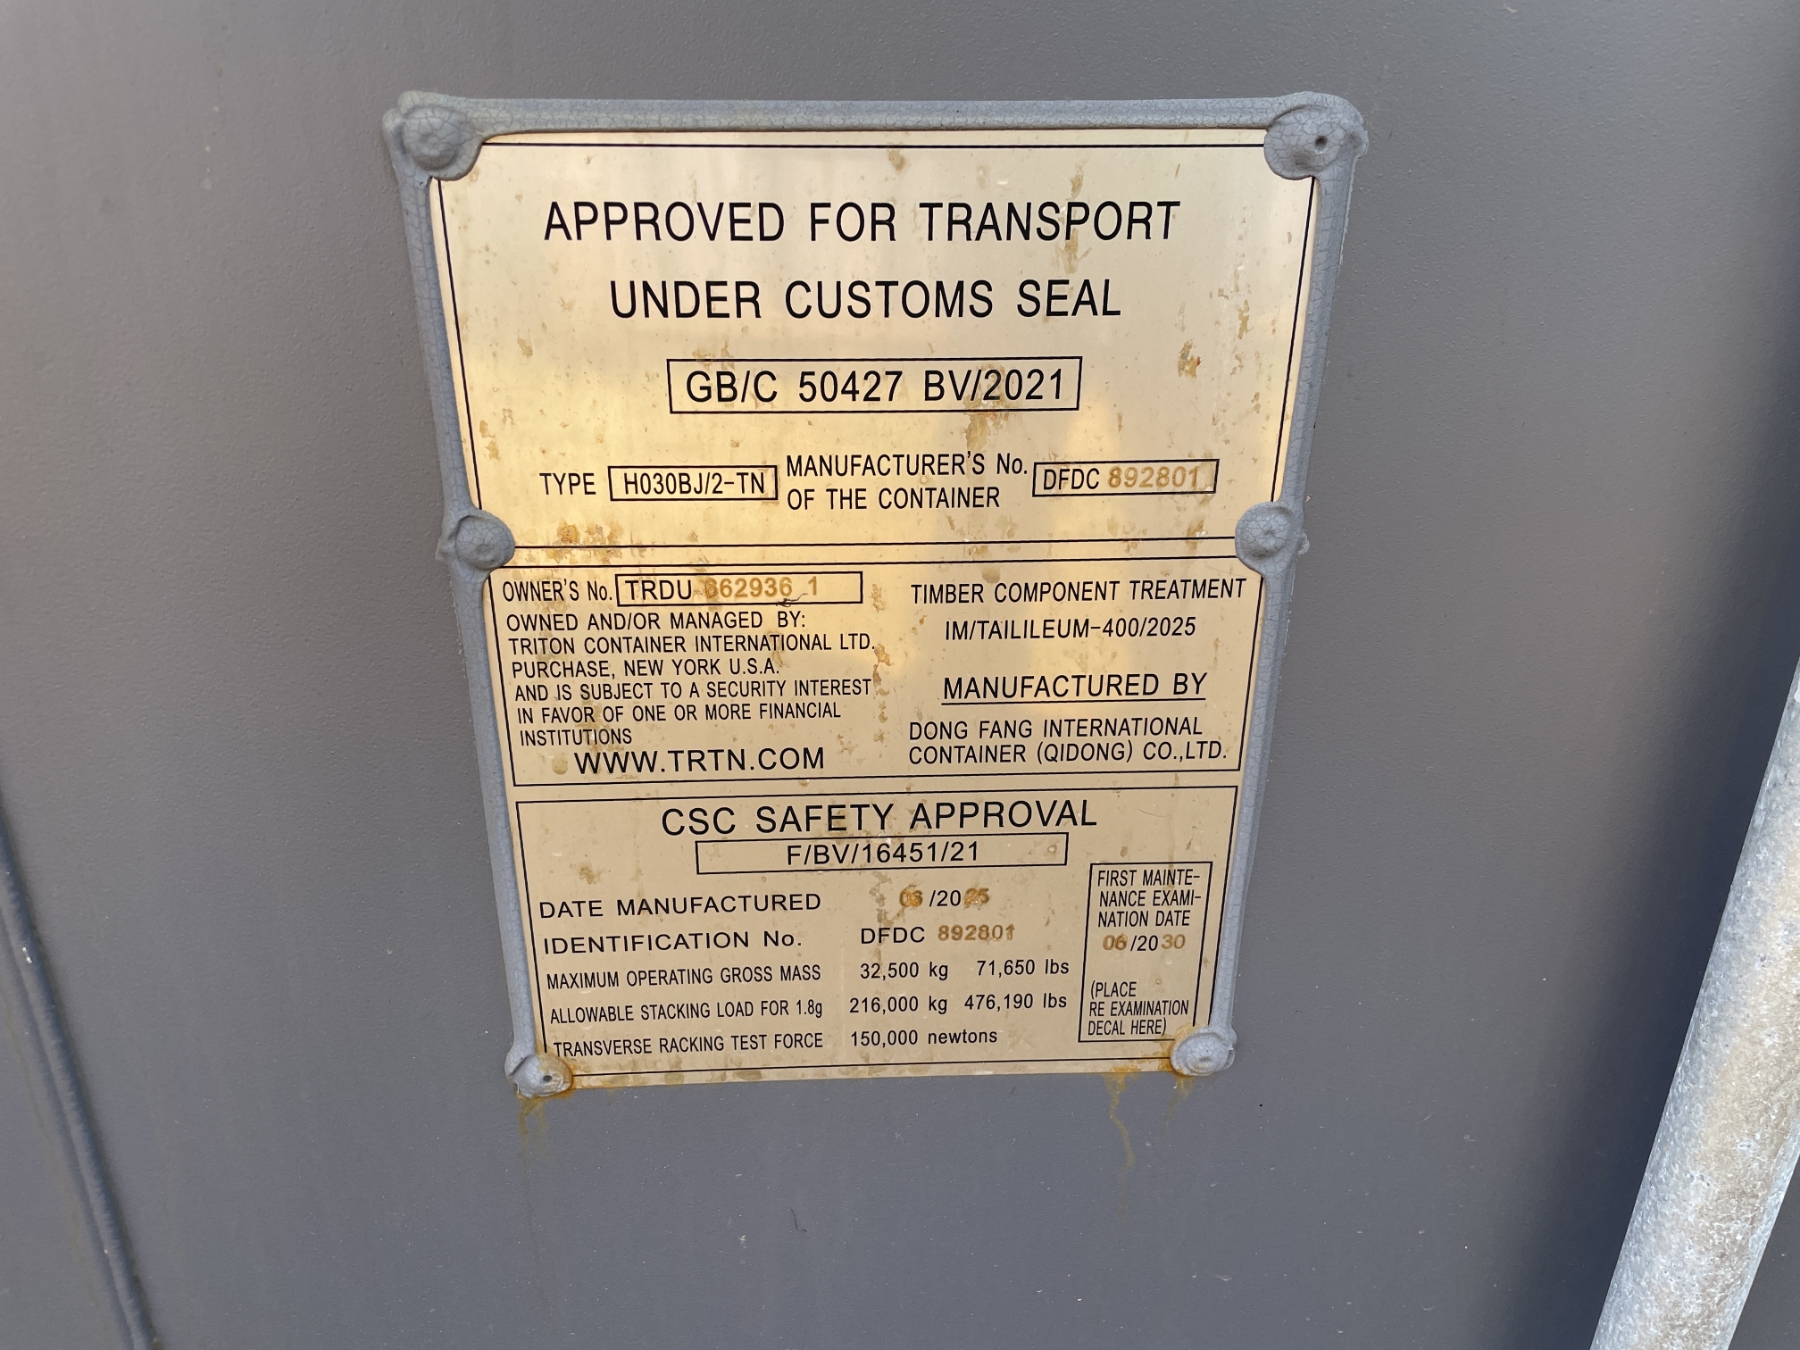 APPROVED FOR TRANSPORT
UNDER CUSTOMS SEAL
GB/C 50427 BV/2021
TYPE H030BJ/2-TN MANUFACTURER'S No. OF THE CONTAINER DFDC 892801
OWNER'S No. TRDU 662936 1
OWNED AND/OR MANAGED BY:
TRITON CONTAINER INTERNATIONAL LTD.
PURCHASE, NEW YORK U.S.A.
AND IS SUBJECT TO A SECURITY INTEREST
IN FAVOR OF ONE OR MORE FINANCIAL
INSTITUTIONS
WWW.TRTN.COM
TIMBER COMPONENT TREATMENT
IM/TAILILEUM-400/2025
MANUFACTURED BY
DONG FANG INTERNATIONAL
CONTAINER (QIDONG) CO.,LTD.
CSC SAFETY APPROVAL
F/BV/16451/21
DATE MANUFACTURED 06/2025
IDENTIFICATION No. DFDC 892801
MAXIMUM OPERATING GROSS MASS 32,500 kg 71,650 lbs
ALLOWABLE STACKING LOAD FOR 1.8g 216,000 kg 476,190 lbs
TRANSVERSE RACKING TEST FORCE 150,000 newtons
FIRST MAINTE-
NANCE EXAMI-
NATION DATE
06/2030
(PLACE
RE EXAMINATION
DECAL HERE)